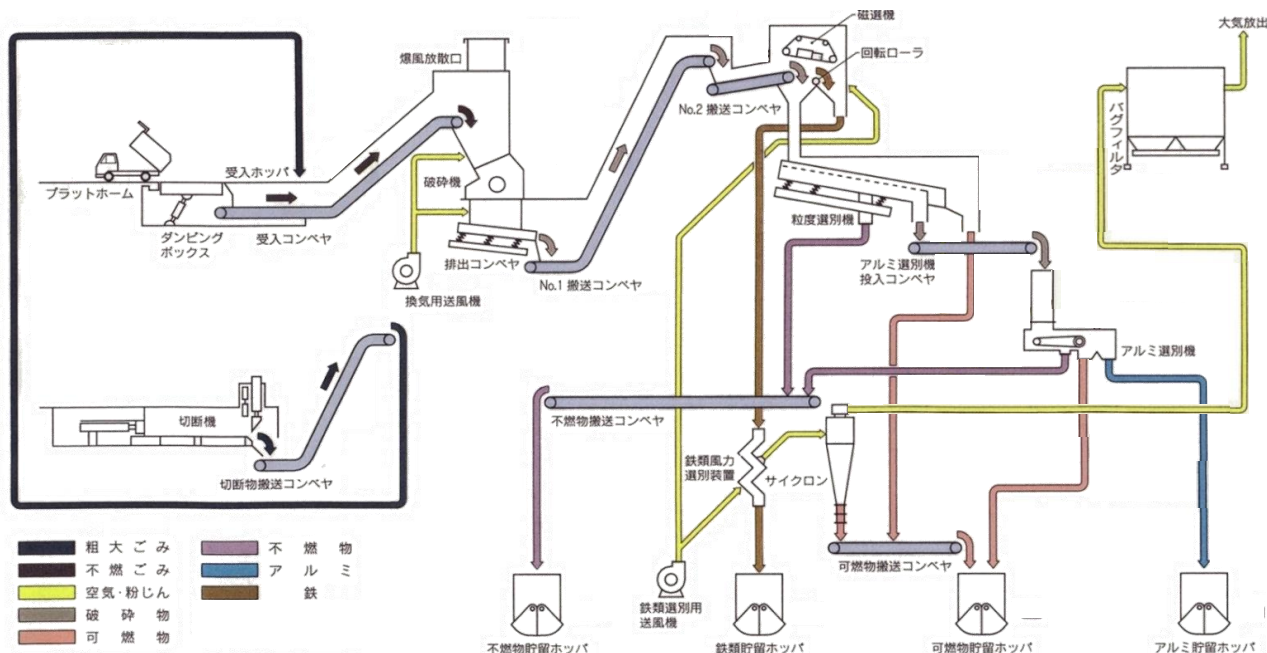 磁選機
大気放出
爆風放散口
回転ローラ
No.2 搬送コンベヤ
バグフィルタ
受入ホッパ
プラットホーム
破砕機
粒度選別機
ダンピング
ボックス
受入コンベヤ
排出コンベヤ
No.1 搬送コンベヤ
アルミ選別機
投入コンベヤ
換気用送風機
アルミ選別機
切断機
不燃物搬送コンベヤ
鉄類風力
選別装置
サイクロン
切断物搬送コンベヤ
粗大ごみ
不燃ごみ
空気・粉じん
破砕物
可燃物
不燃物
アルミ
鉄
可燃物搬送コンベヤ
鉄類選別用
送風機
不燃物貯留ホッパ
鉄類貯留ホッパ
可燃物貯留ホッパ
アルミ貯留ホッパ